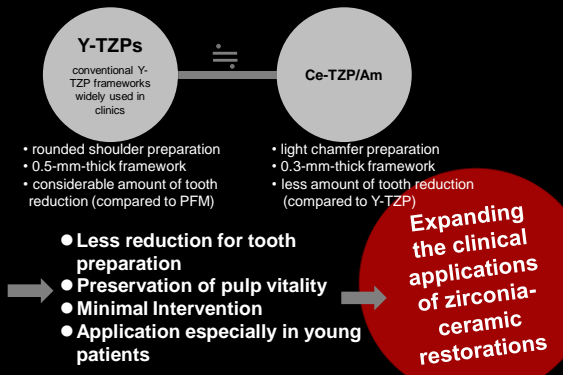 Y-TZPs
conventional Y-
TZP frameworks
widely used in
clinics
≒
Ce-TZP/Am
• rounded shoulder preparation
• 0.5-mm-thick framework
• considerable amount of tooth
reduction (compared to PFM)
• light chamfer preparation
• 0.3-mm-thick framework
• less amount of tooth reduction
(compared to Y-TZP)
● Less reduction for tooth
preparation
● Preservation of pulp vitality
● Minimal Intervention
● Application especially in young
patients
Expanding
the clinical
applications
of zirconia-
ceramic
restorations